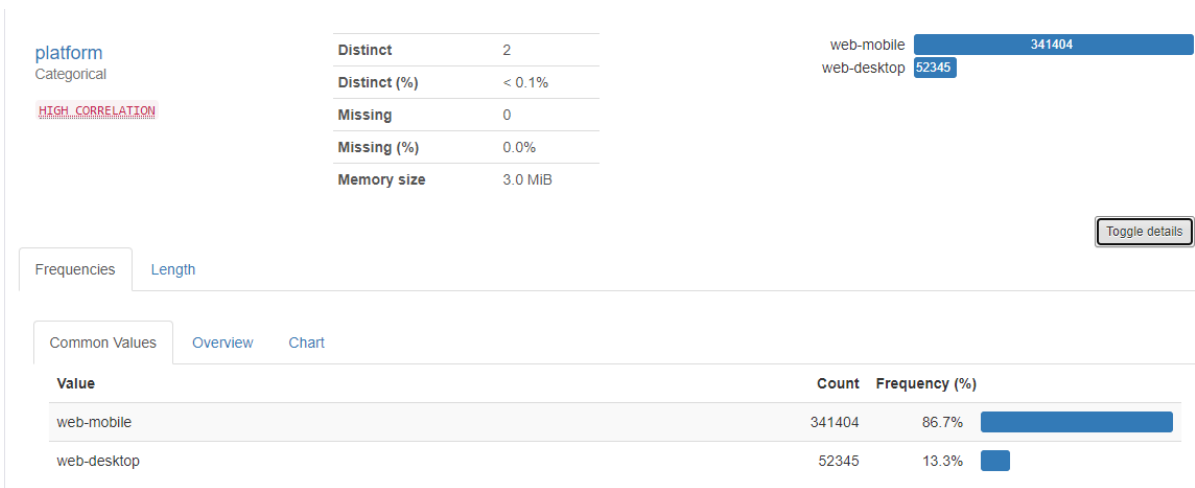 platform
Categorical
HIGH CORRELATION
Distinct 2
Distinct (%) < 0.1%
Missing 0
Missing (%) 0.0%
Memory size 3.0 MiB
web-mobile 341404
web-desktop 52345
Toggle details
Frequencies Length
Common Values Overview Chart
Value Count Frequency (%)
web-mobile 341404 86.7%
web-desktop 52345 13.3%